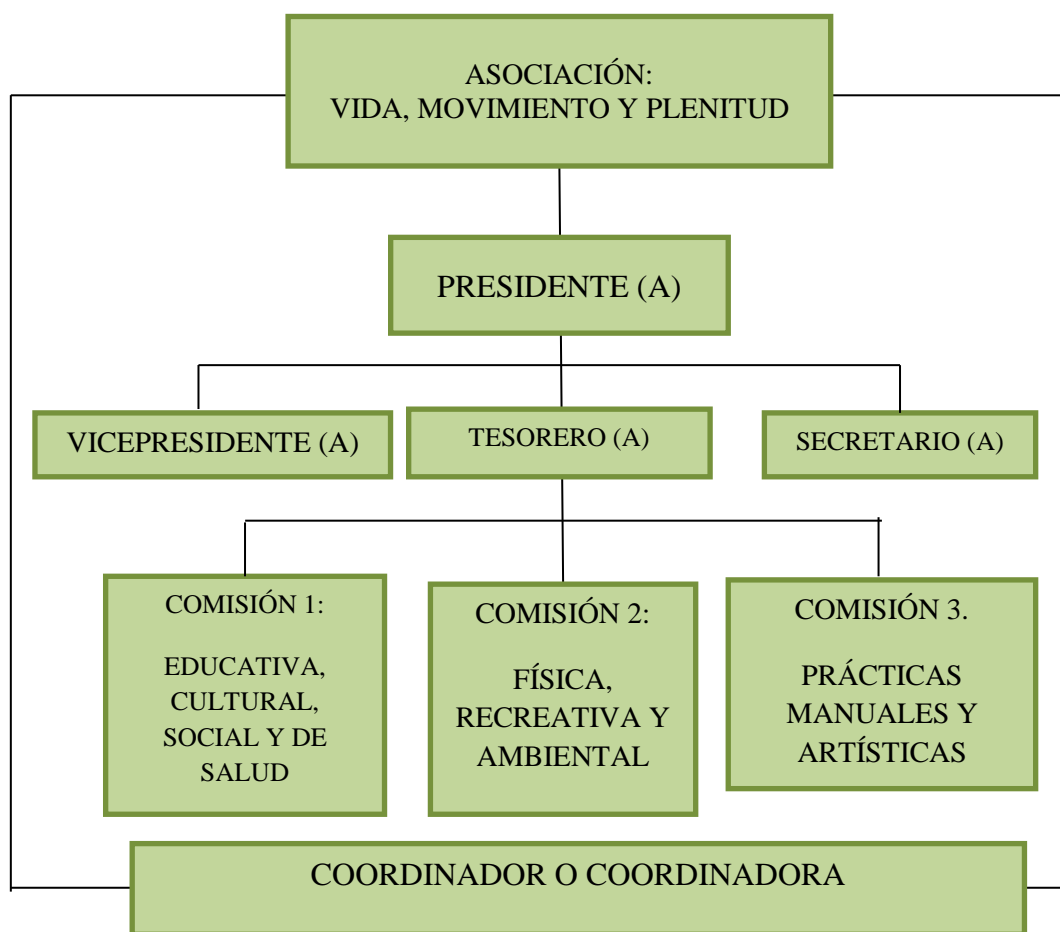 ASOCIACIÓN:
VIDA, MOVIMIENTO Y PLENITUD
PRESIDENTE (A)
VICEPRESIDENTE (A)
TESORERO (A)
SECRETARIO (A)
COMISIÓN 1:
EDUCATIVA,
CULTURAL,
SOCIAL Y DE
SALUD
COMISIÓN 2:
FÍSICA,
RECREATIVA Y
AMBIENTAL
COMISIÓN 3.
PRÁCTICAS
MANUALES Y
ARTÍSTICAS
COORDINADOR O COORDINADORA